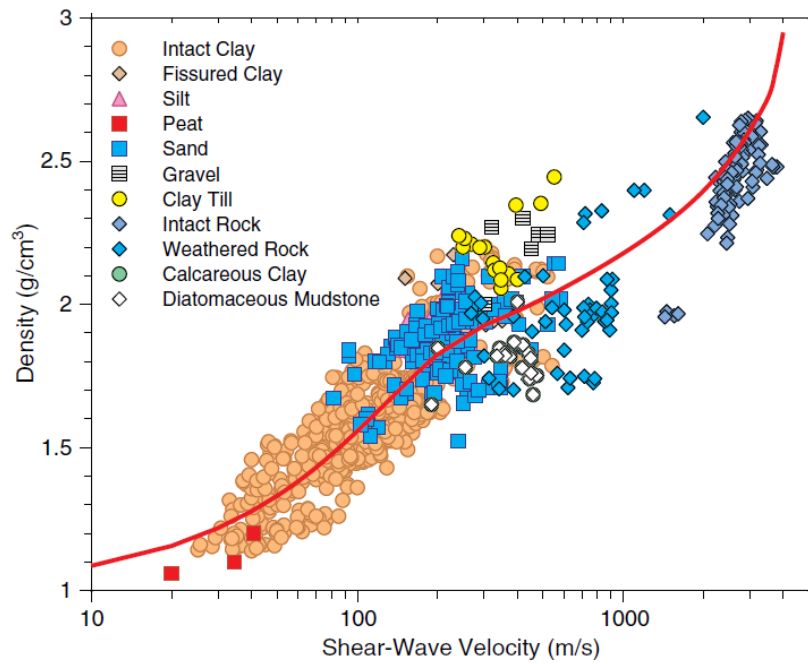 3
Intact Clay
Fissured Clay
Silt
Peat
Sand
Gravel
Clay Till
Intact Rock
Weathered Rock
Calcareous Clay
Diatomaceous Mudstone
2.5
2
1.5
1
Density (g/cm³)
10
100
1000
Shear-Wave Velocity (m/s)